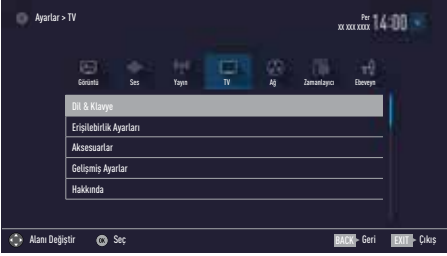 Ayarlar > TV
Per
xx xxx xxxx
14:00
Görüntü Ses Yayın TV Ağ Zamanlayıcı Ebeveyn
Dil & Klavye
Erişilebilirlik Ayarları
Aksesuarlar
Gelişmiş Ayarlar
Hakkında
Alanı Değiştir OK Seç BACK - Geri EXIT - Çıkış